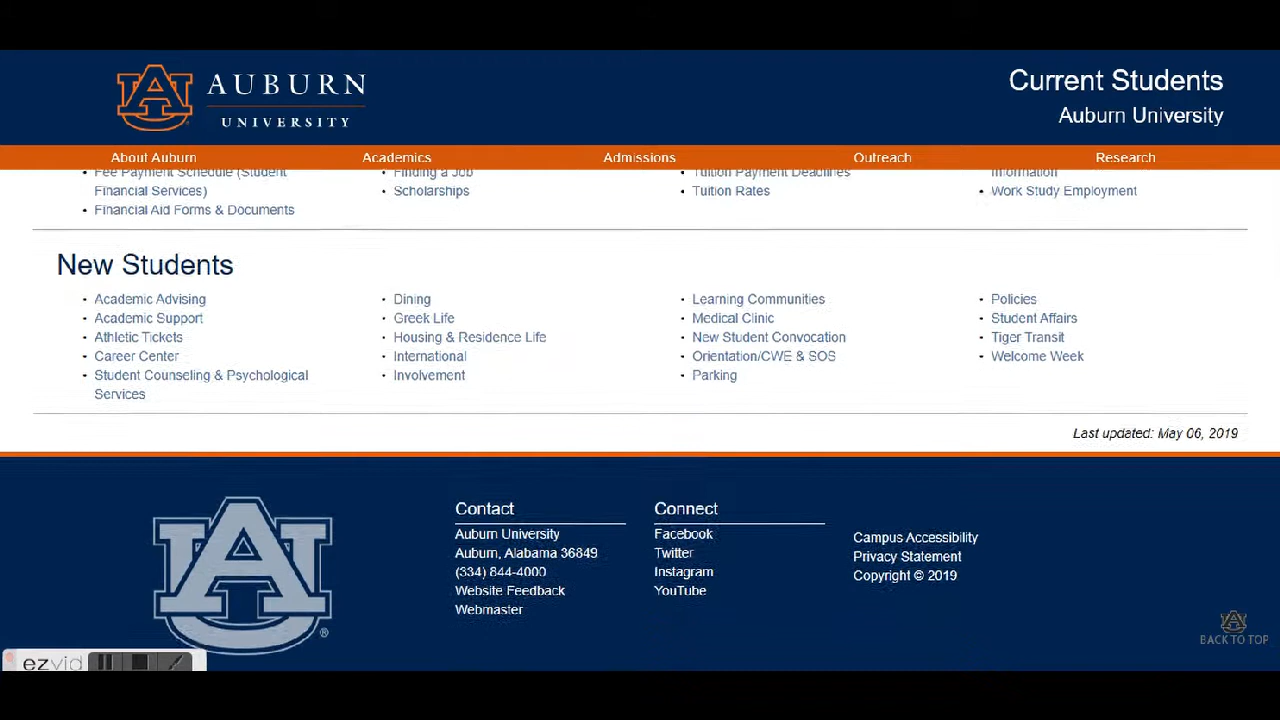 AUBURN
UNIVERSITY
Current Students
Auburn University
About Auburn
Academics
Admissions
Outreach
Research
Fee Payment Schedule (Student
Financial Services)
Financial Aid Forms & Documents
Finding a Job
Scholarships
Tuition Payment Deadlines
Tuition Rates
Information
Work Study Employment
New Students
Academic Advising
Academic Support
Athletic Tickets
Career Center
Student Counseling & Psychological
Services
Dining
Greek Life
Housing & Residence Life
International
Involvement
Learning Communities
Medical Clinic
New Student Convocation
Orientation/CWE & SOS
Parking
Policies
Student Affairs
Tiger Transit
Welcome Week
Last updated: May 06, 2019
Contact
Auburn University
Auburn, Alabama 36849
(334) 844-4000
Website Feedback
Webmaster
Connect
Facebook
Twitter
Instagram
YouTube
Campus Accessibility
Privacy Statement
Copyright © 2019
BACK TO TOP
ezvid